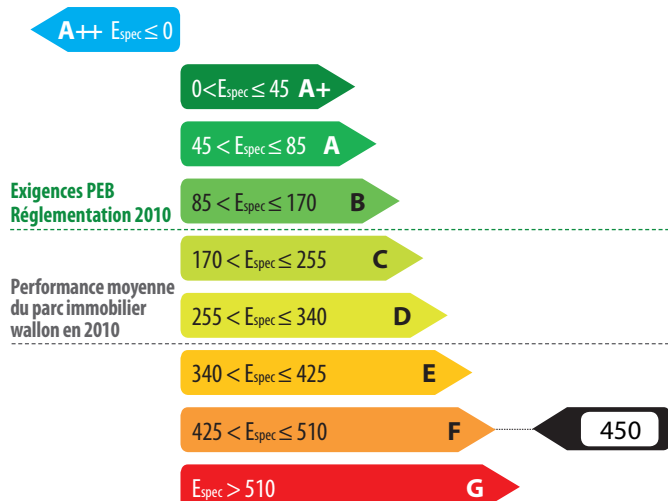 A++ Espec ≤ 0
0<Espec ≤ 45 A+
45 < Espec ≤ 85 A
Exigences PEB
Réglementation 2010
85 < Espec ≤ 170 B
170 < Espec ≤ 255 C
Performance moyenne
du parc immobilier
wallon en 2010
255 < Espec ≤ 340 D
340 < Espec ≤ 425 E
425 < Espec ≤ 510 F
450
Espec > 510 G